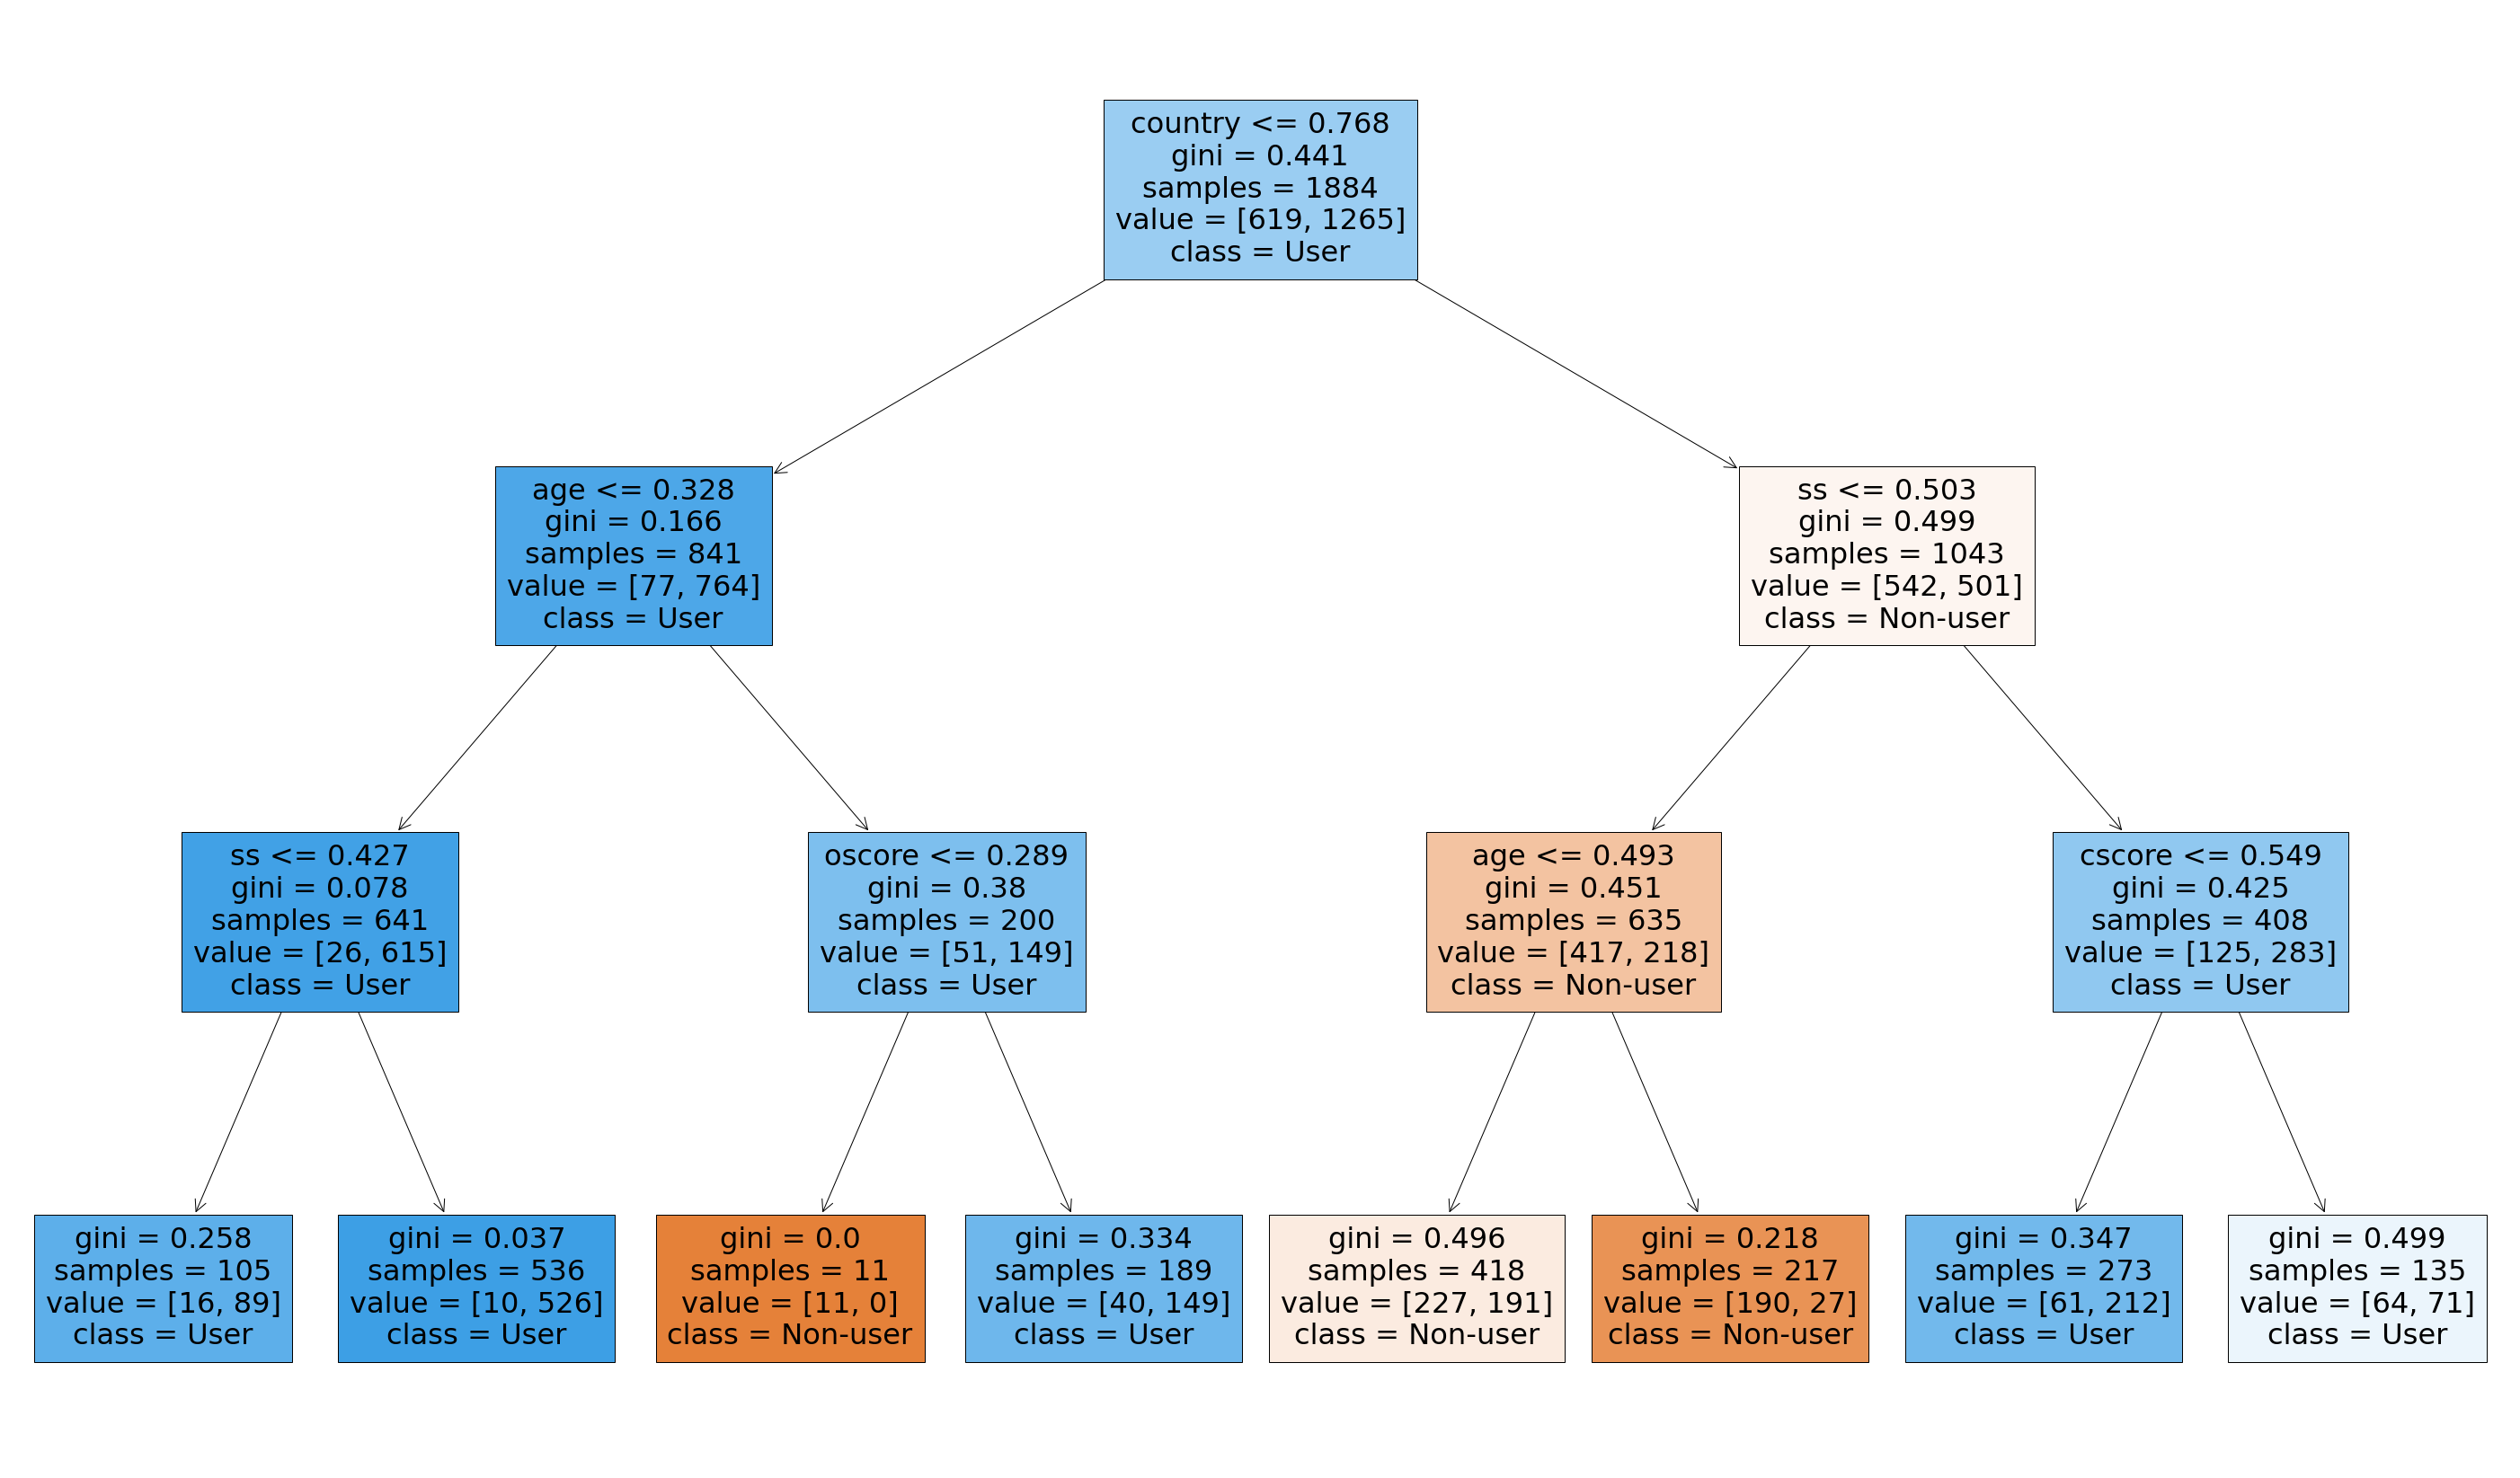 country <= 0.768
gini = 0.441
samples = 1884
value = [619, 1265]
class = User
age <= 0.328
gini = 0.166
samples = 841
value = [77, 764]
class = User
ss <= 0.503
gini = 0.499
samples = 1043
value = [542, 501]
class = Non-user
ss <= 0.427
gini = 0.078
samples = 641
value = [26, 615]
class = User
oscore <= 0.289
gini = 0.38
samples = 200
value = [51, 149]
class = User
age <= 0.493
gini = 0.451
samples = 635
value = [417, 218]
class = Non-user
cscore <= 0.549
gini = 0.425
samples = 408
value = [125, 283]
class = User
gini = 0.258
samples = 105
value = [16, 89]
class = User
gini = 0.037
samples = 536
value = [10, 526]
class = User
gini = 0.0
samples = 11
value = [11, 0]
class = Non-user
gini = 0.334
samples = 189
value = [40, 149]
class = User
gini = 0.496
samples = 418
value = [227, 191]
class = Non-user
gini = 0.218
samples = 217
value = [190, 27]
class = Non-user
gini = 0.347
samples = 273
value = [61, 212]
class = User
gini = 0.499
samples = 135
value = [64, 71]
class = User